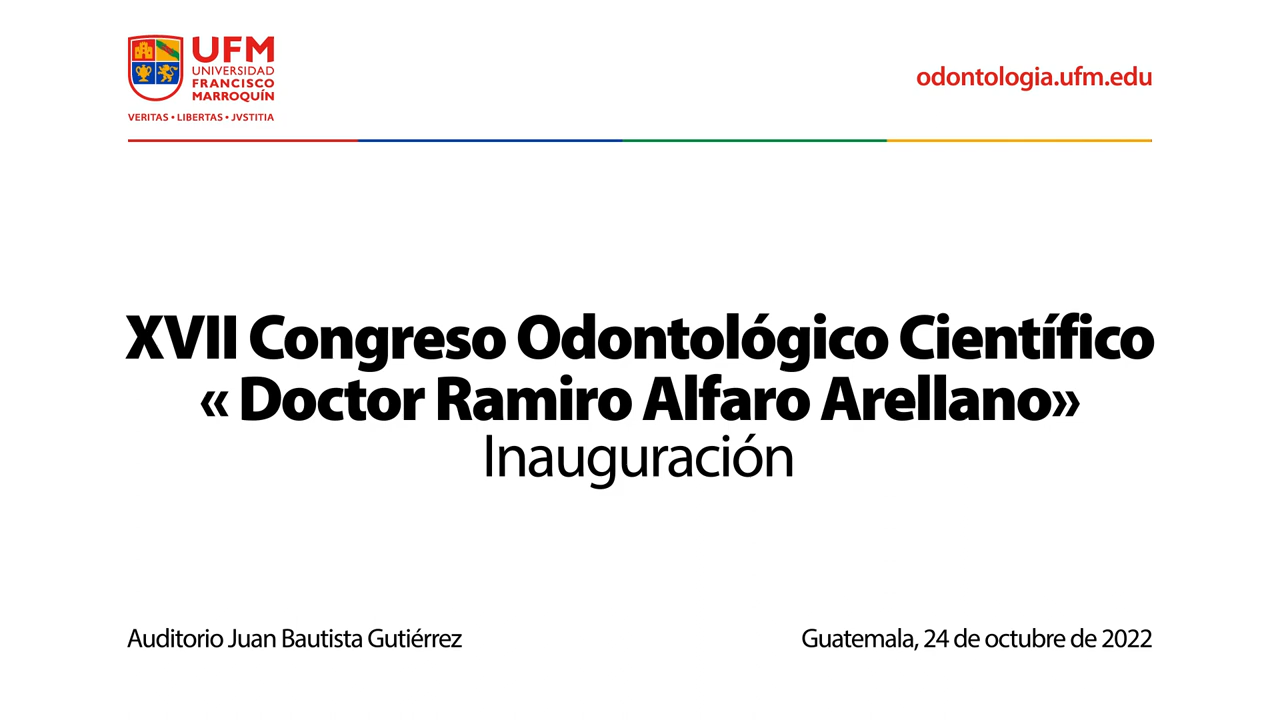 UFM
UNIVERSIDAD
FRANCISCO
MARROQUÍN
VERITAS • LIBERTAS • JVSTITIA
odontologia.ufm.edu
XVII Congreso Odontológico Científico
« Doctor Ramiro Alfaro Arellano»
Inauguración
Auditorio Juan Bautista Gutiérrez
Guatemala, 24 de octubre de 2022